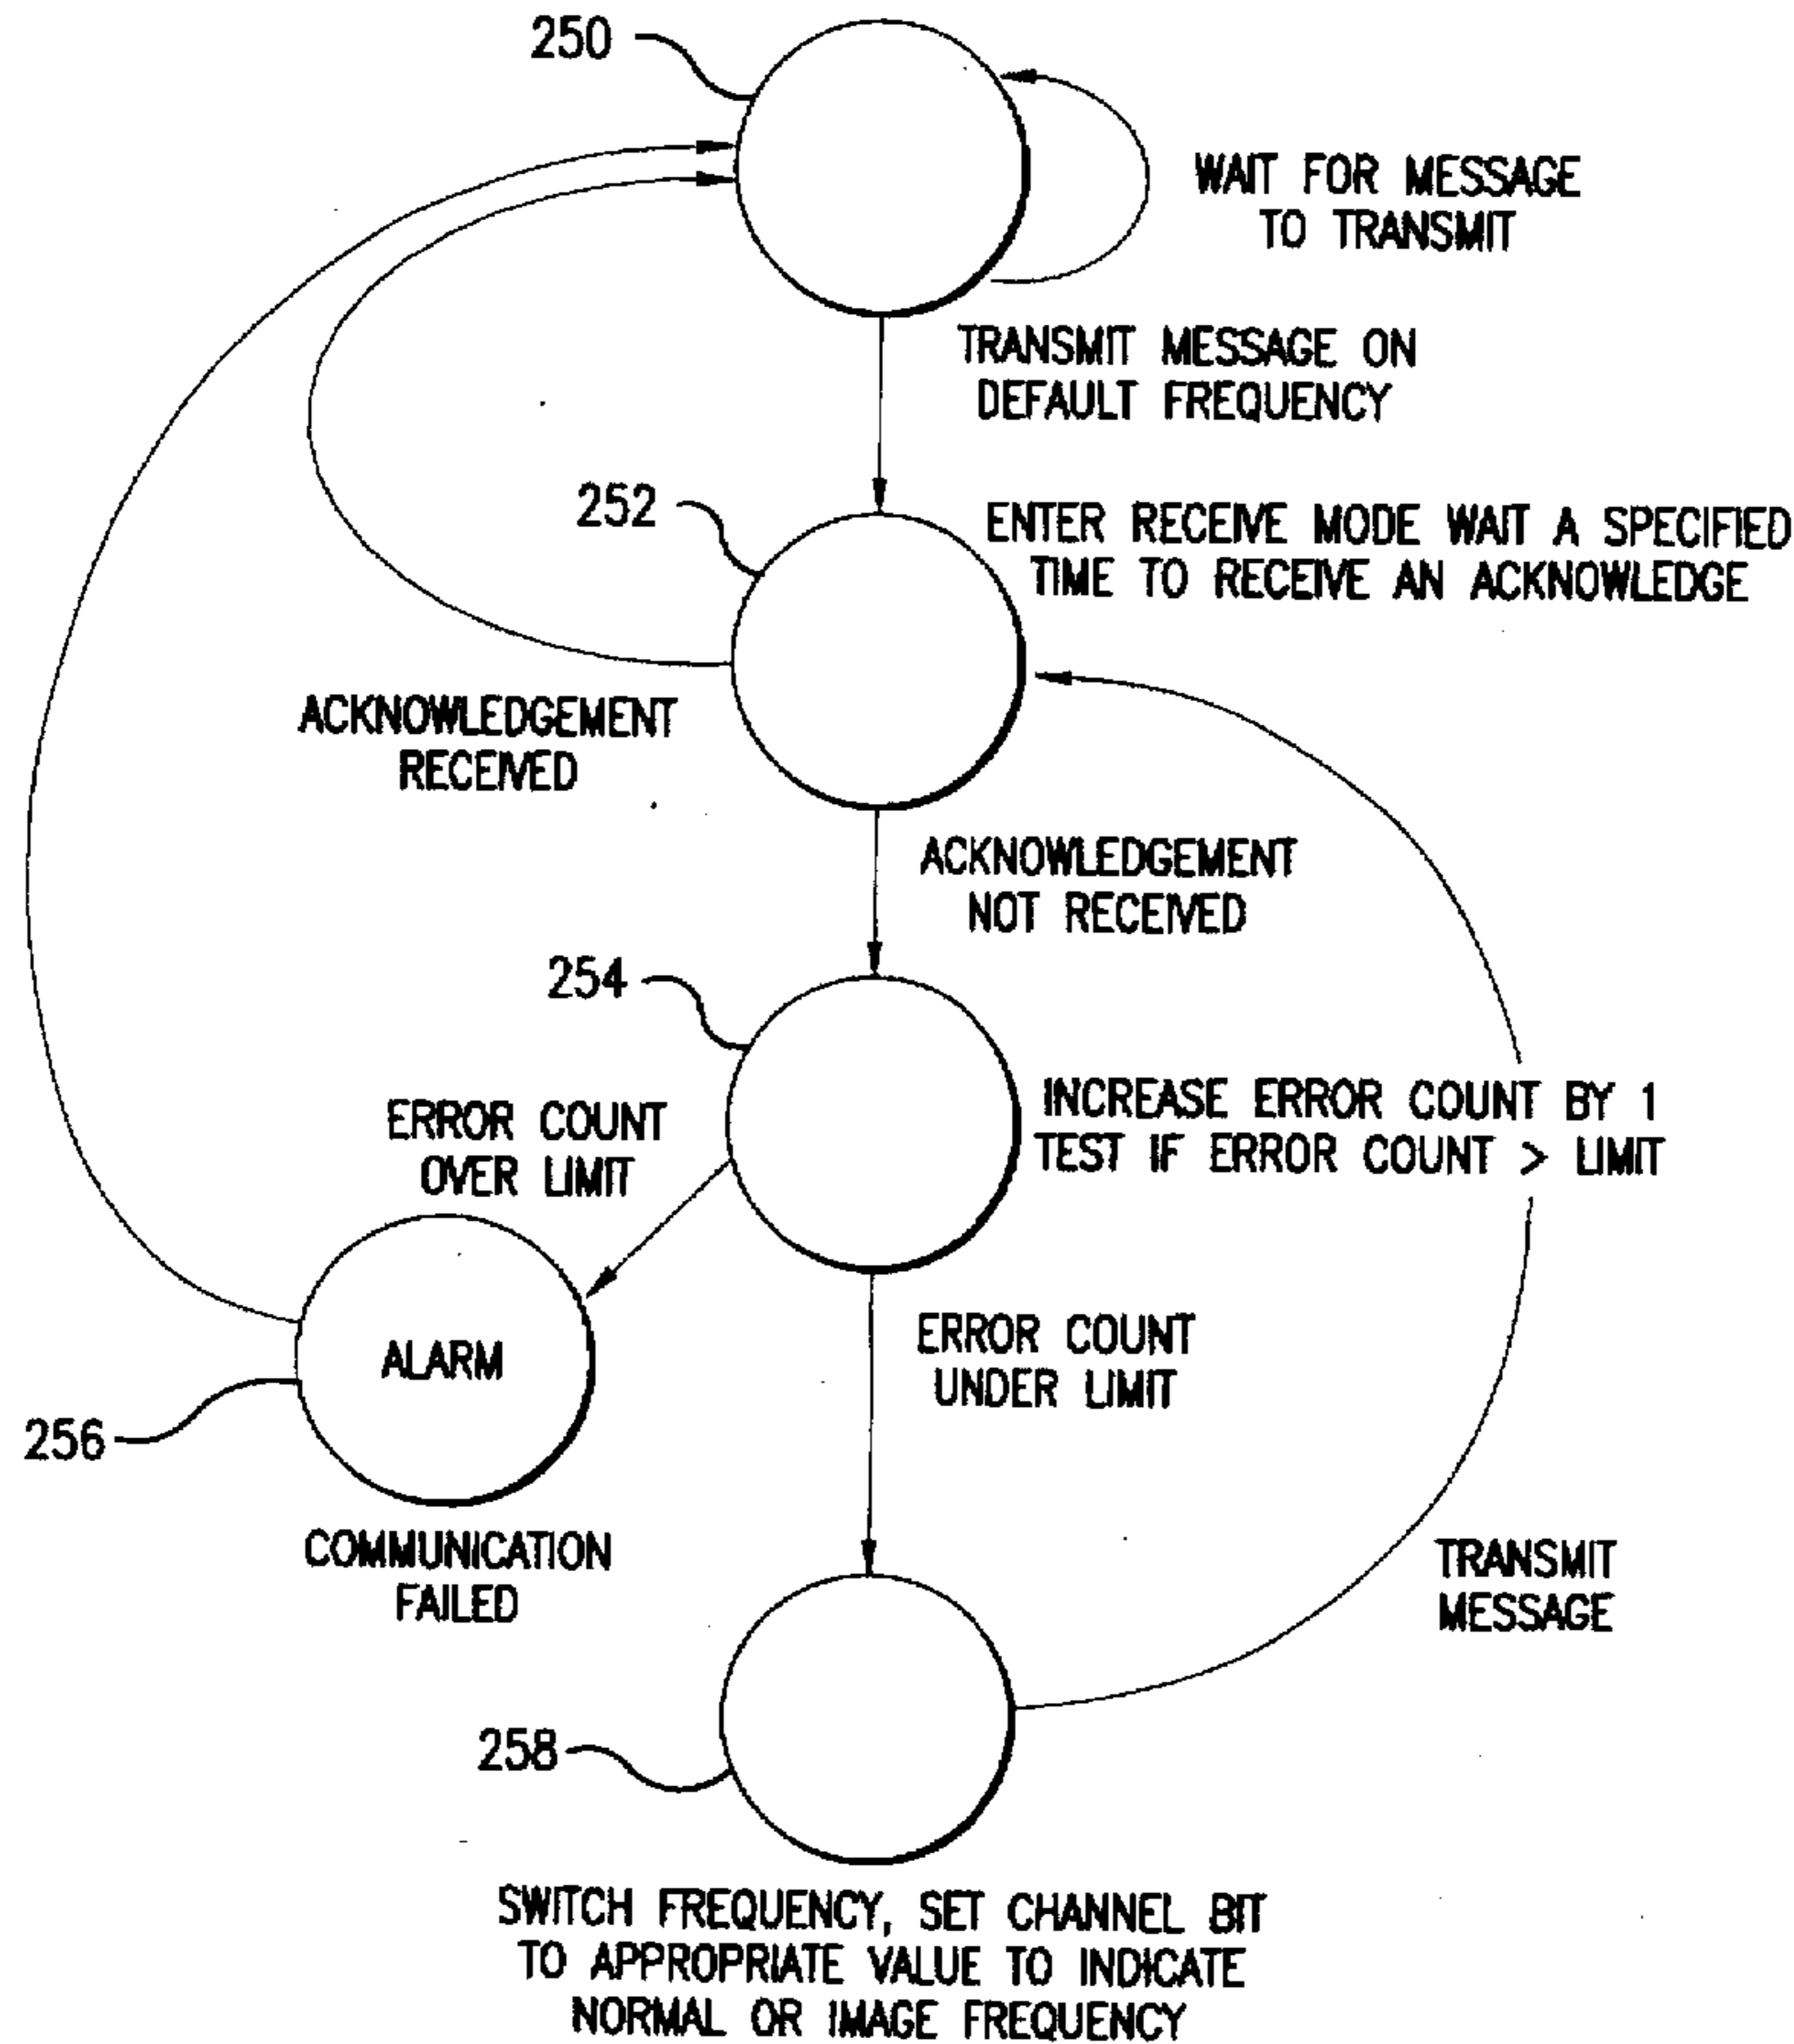 250
WAIT FOR MESSAGE
TO TRANSMIT
TRANSMIT MESSAGE ON
DEFAULT FREQUENCY
252
ENTER RECEIVE MODE WAIT A SPECIFIED
TIME TO RECEIVE AN ACKNOWLEDGE
ACKNOWLEDGEMENT
RECEIVED
ACKNOWLEDGEMENT
NOT RECEIVED
254
INCREASE ERROR COUNT BY 1
TEST IF ERROR COUNT > LIMIT
ERROR COUNT
OVER LIMIT
ALARM
256
COMMUNICATION
FAILED
ERROR COUNT
UNDER LIMIT
TRANSMIT
MESSAGE
258
SWITCH FREQUENCY, SET CHANNEL BIT
TO APPROPRIATE VALUE TO INDICATE
NORMAL OR IMAGE FREQUENCY